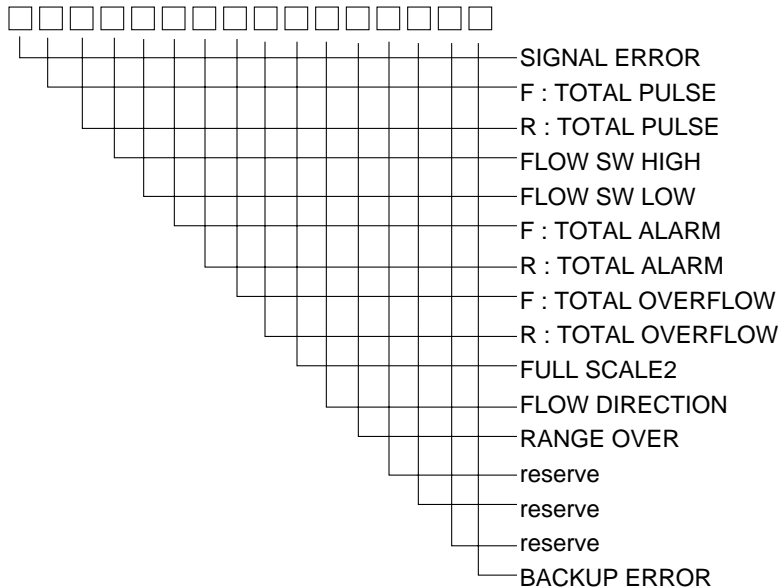 SIGNAL ERROR
F : TOTAL PULSE
R : TOTAL PULSE
FLOW SW HIGH
FLOW SW LOW
F : TOTAL ALARM
R : TOTAL ALARM
F : TOTAL OVERFLOW
R : TOTAL OVERFLOW
FULL SCALE2
FLOW DIRECTION
RANGE OVER
reserve
reserve
reserve
BACKUP ERROR